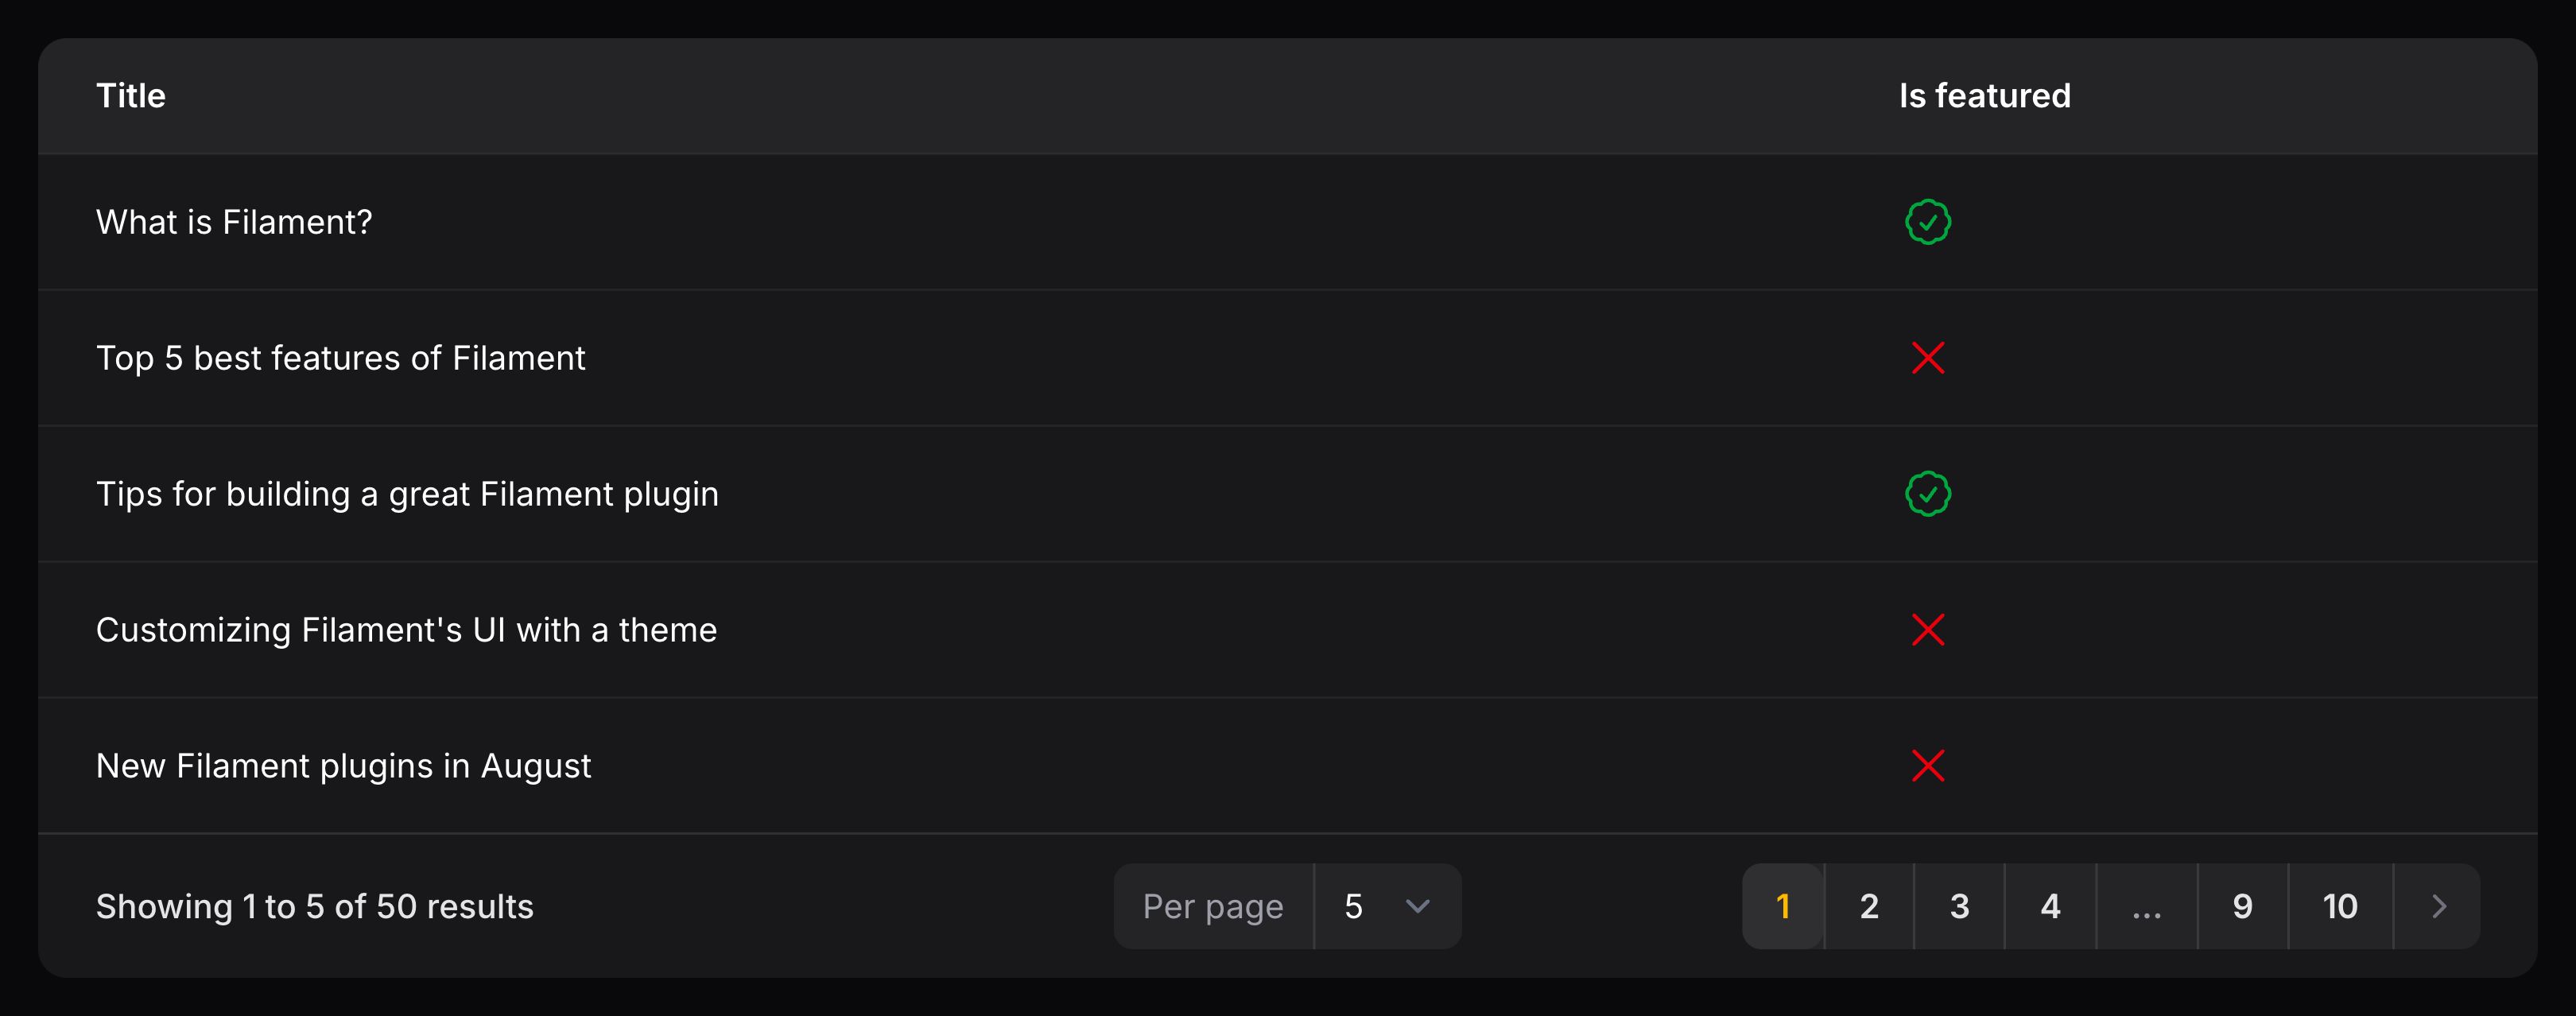 Title Is featured
What is Filament?
Top 5 best features of Filament
Tips for building a great Filament plugin
Customizing Filament's UI with a theme
New Filament plugins in August
Showing 1 to 5 of 50 results Per page 5 1 2 3 4 ... 9 10